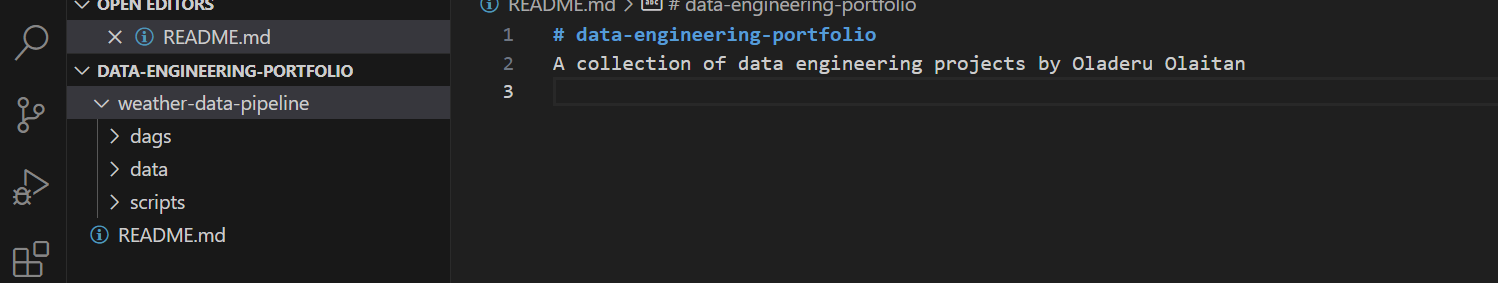 OPEN EDITORS
README.md
DATA-ENGINEERING-PORTFOLIO
weather-data-pipeline
dags
data
scripts
README.md
README.md > abc # data-engineering-portfolio
1 # data-engineering-portfolio
2 A collection of data engineering projects by Oladeru Olaitan
3